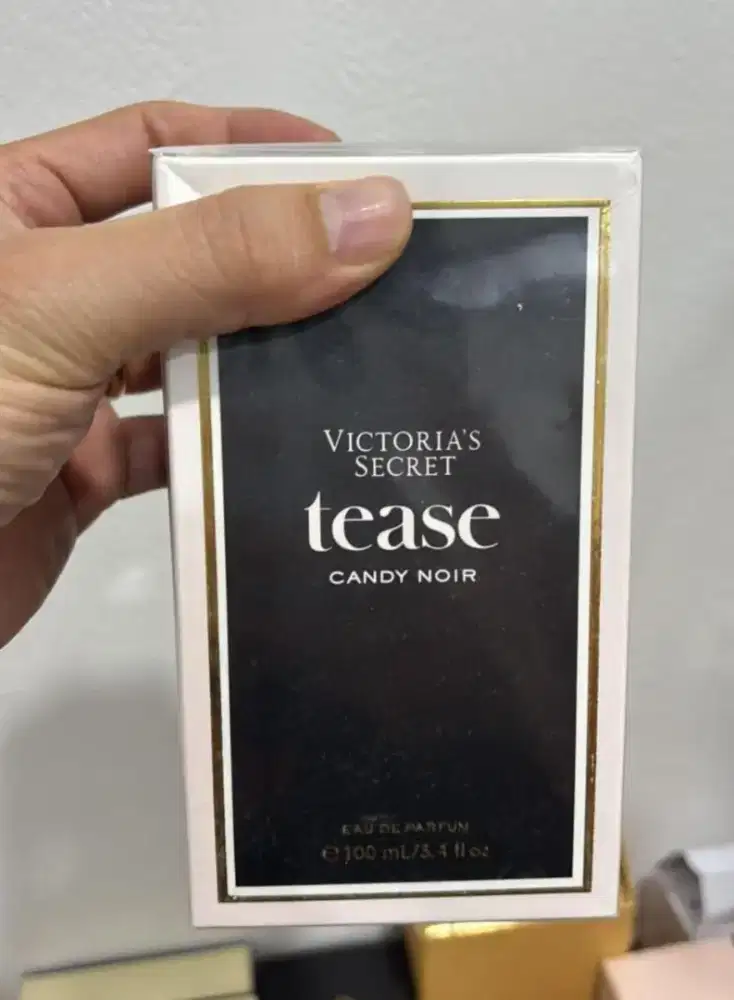 VICTORIA'S
SECRET
tease
CANDY NOIR
EAU DE PARFUM
℮ 100 mL/3.4 fl oz